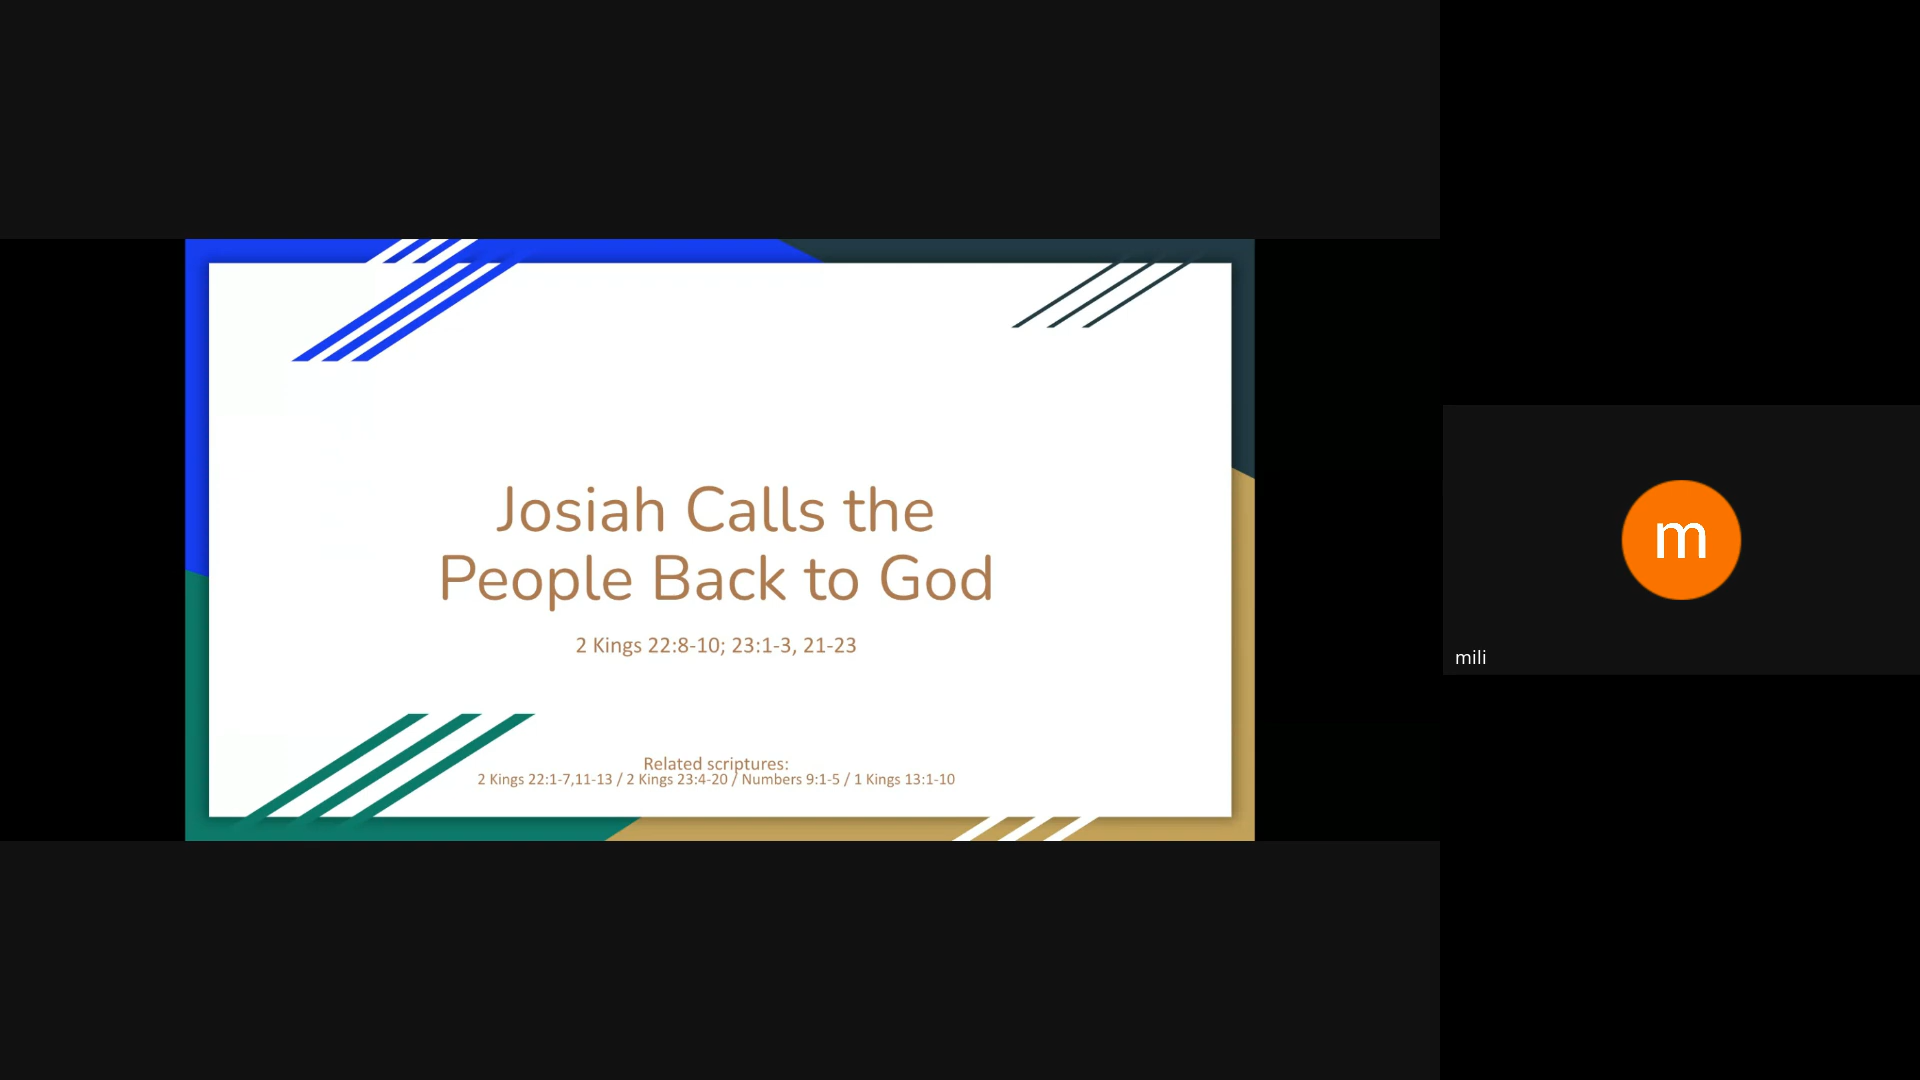 Josiah Calls the
People Back to God
2 Kings 22:8-10; 23:1-3, 21-23
Related scriptures:
2 Kings 22:1-7,11-13 / 2 Kings 23:4-20 / Numbers 9:1-5 / 1 Kings 13:1-10
m
mili